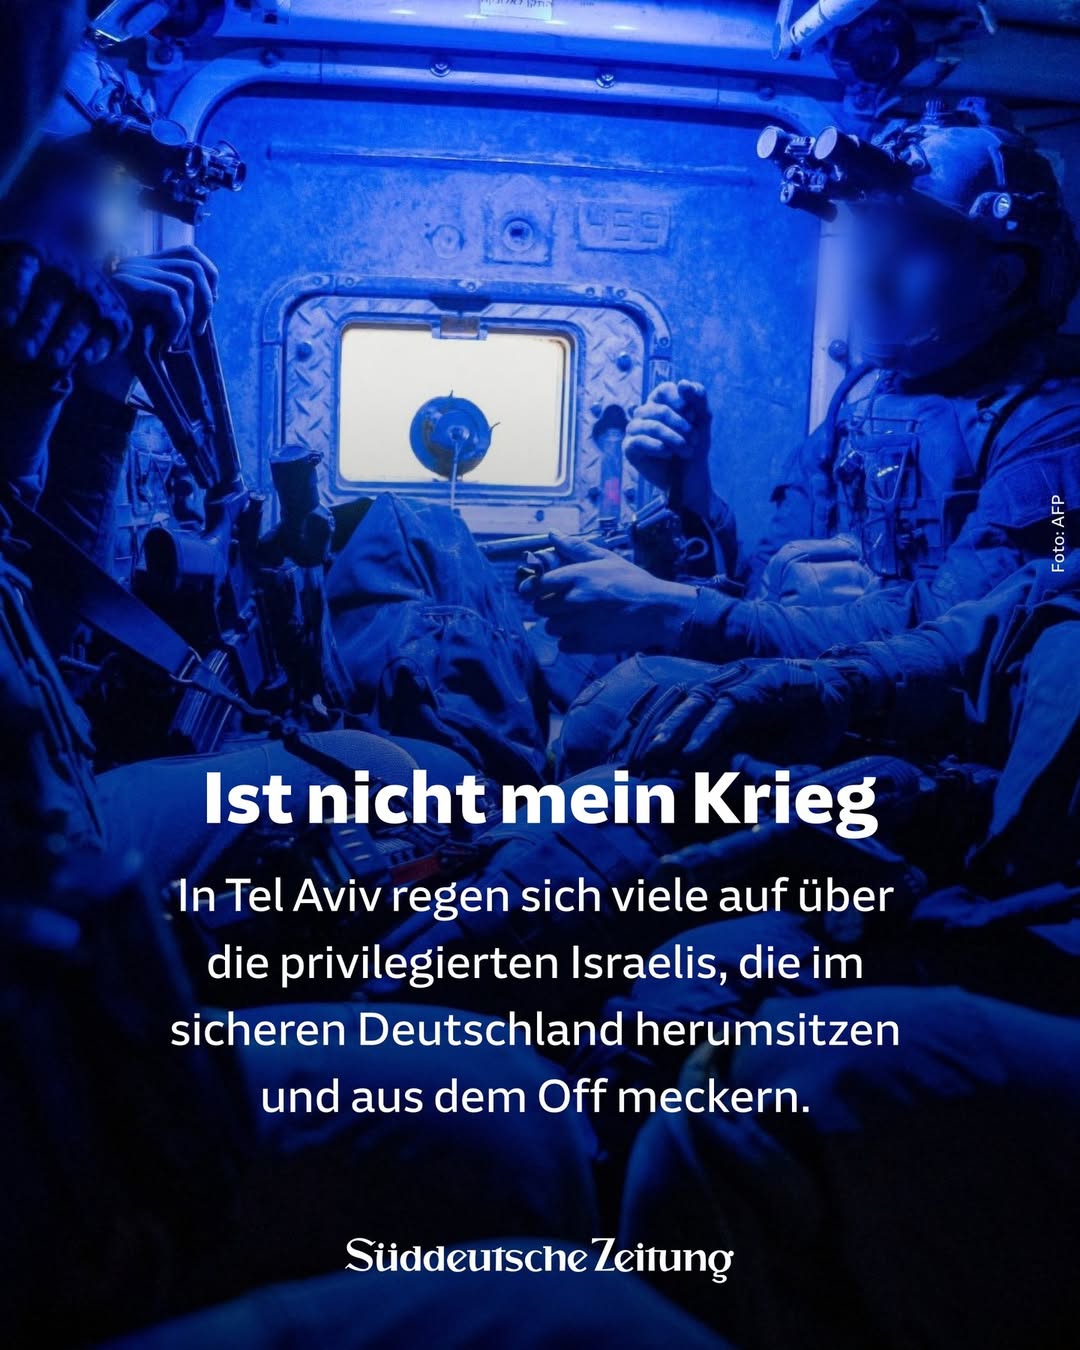 Foto: AFP
Ist nicht mein Krieg
In Tel Aviv regen sich viele auf über
die privilegierten Israelis, die im
sicheren Deutschland herumsitzen
und aus dem Off meckern.
Süddeutsche Zeitung